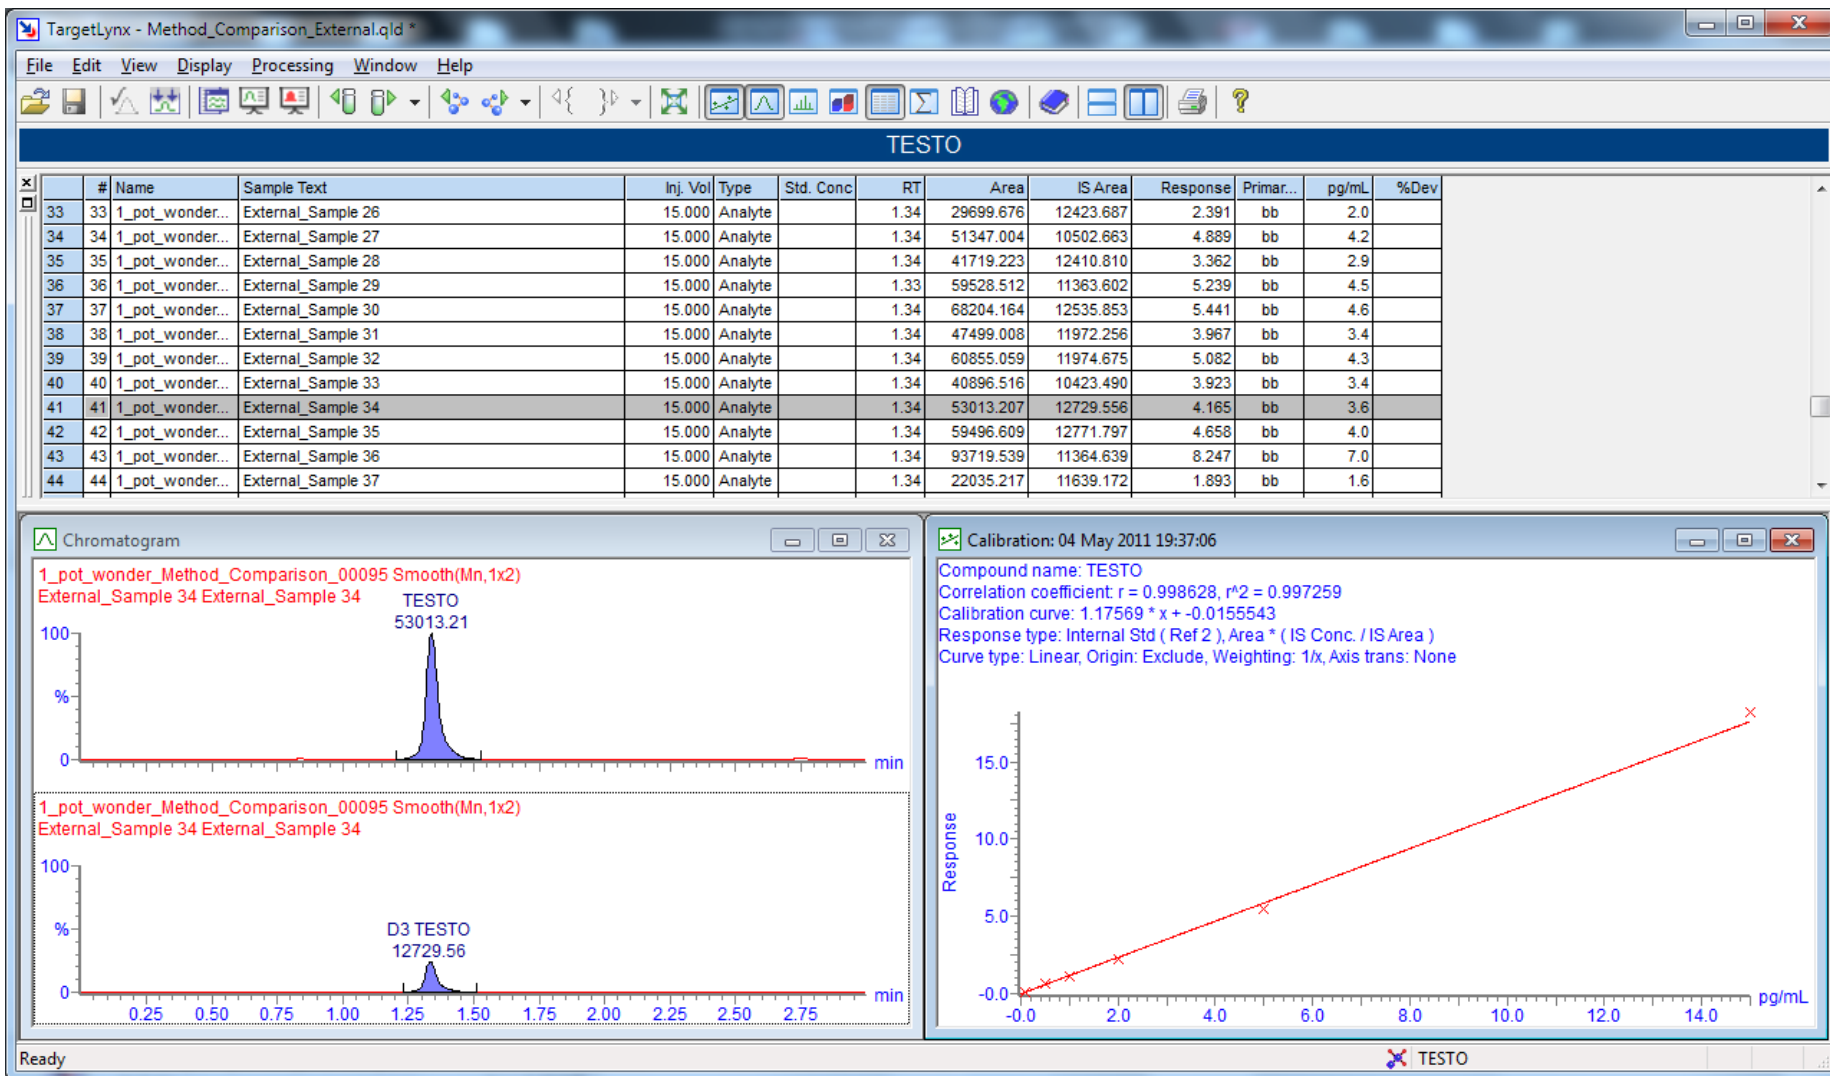 TargetLynx - Method_Comparison_External.qld *
File Edit View Display Processing Window Help
TESTO
# Name Sample Text Inj. Vol Type Std. Conc RT Area IS Area Response Primar... pg/mL %Dev
33 33 1_pot_wonder... External_Sample 26 15.000 Analyte 1.34 29699.676 12423.687 2.391 bb 2.0
34 34 1_pot_wonder... External_Sample 27 15.000 Analyte 1.34 51347.004 10502.663 4.889 bb 4.2
35 35 1_pot_wonder... External_Sample 28 15.000 Analyte 1.34 41719.223 12410.810 3.362 bb 2.9
36 36 1_pot_wonder... External_Sample 29 15.000 Analyte 1.33 59528.512 11363.602 5.239 bb 4.5
37 37 1_pot_wonder... External_Sample 30 15.000 Analyte 1.34 68204.164 12535.853 5.441 bb 4.6
38 38 1_pot_wonder... External_Sample 31 15.000 Analyte 1.34 47499.008 11972.256 3.967 bb 3.4
39 39 1_pot_wonder... External_Sample 32 15.000 Analyte 1.34 60855.059 11974.675 5.082 bb 4.3
40 40 1_pot_wonder... External_Sample 33 15.000 Analyte 1.34 40896.516 10423.490 3.923 bb 3.4
41 41 1_pot_wonder... External_Sample 34 15.000 Analyte 1.34 53013.207 12729.556 4.165 bb 3.6
42 42 1_pot_wonder... External_Sample 35 15.000 Analyte 1.34 59496.609 12771.797 4.658 bb 4.0
43 43 1_pot_wonder... External_Sample 36 15.000 Analyte 1.34 93719.539 11364.639 8.247 bb 7.0
44 44 1_pot_wonder... External_Sample 37 15.000 Analyte 1.34 22035.217 11639.172 1.893 bb 1.6
Chromatogram
1_pot_wonder_Method_Comparison_00095 Smooth(Mn,1x2)
External_Sample 34 External_Sample 34
TESTO
53013.21
100
%
0
min
1_pot_wonder_Method_Comparison_00095 Smooth(Mn,1x2)
External_Sample 34 External_Sample 34
100
D3 TESTO
%
12729.56
0
min
0.25 0.50 0.75 1.00 1.25 1.50 1.75 2.00 2.25 2.50 2.75
Calibration: 04 May 2011 19:37:06
Compound name: TESTO
Correlation coefficient: r = 0.998628, r^2 = 0.997259
Calibration curve: 1.17569 * x + -0.0155543
Response type: Internal Std ( Ref 2 ), Area * ( IS Conc. / IS Area )
Curve type: Linear, Origin: Exclude, Weighting: 1/x, Axis trans: None
15.0
10.0
Response
5.0
-0.0
pg/mL
-0.0 2.0 4.0 6.0 8.0 10.0 12.0 14.0
Ready
TESTO